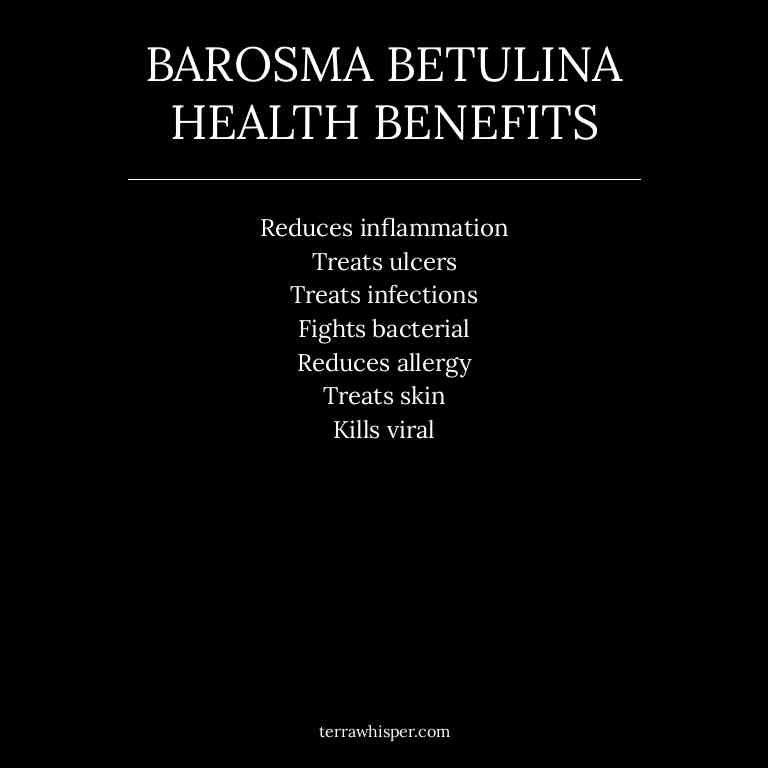 BAROSMA BETULINA
HEALTH BENEFITS
Reduces inflammation
Treats ulcers
Treats infections
Fights bacterial
Reduces allergy
Treats skin
Kills viral
terrawhisper.com